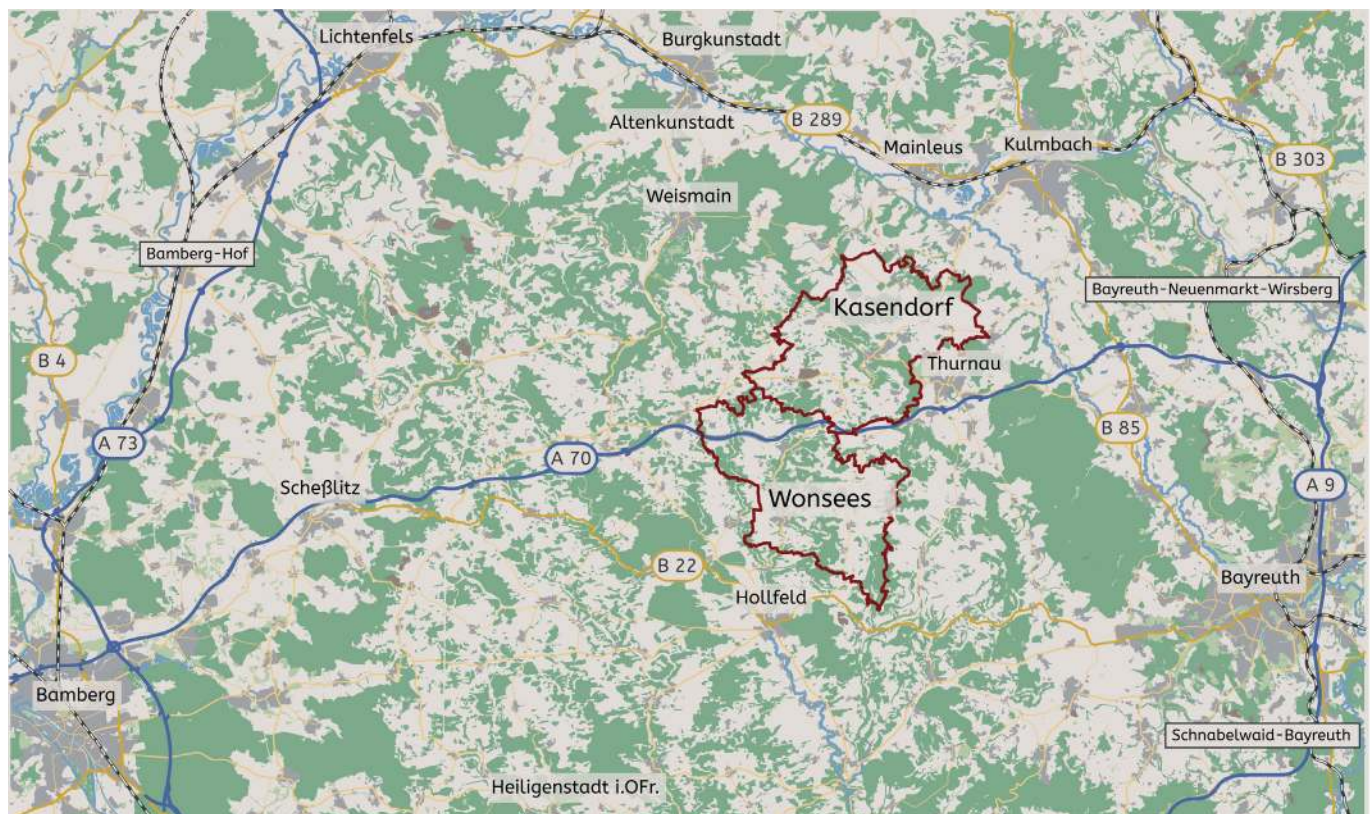 Lichtenfels
Burgkunstadt
Altenkunstadt
B 289
Mainleus
Kulmbach
B 303
Weismain
Bamberg-Hof
Bayreuth-Neuenmarkt-Wirsberg
Kasendorf
B 4
Thurnau
A 73
B 85
A 70
Scheßlitz
Wonsees
A 9
B 22
Bayreuth
Hollfeld
Bamberg
Schnabelwaid-Bayreuth
Heiligenstadt i.OFr.